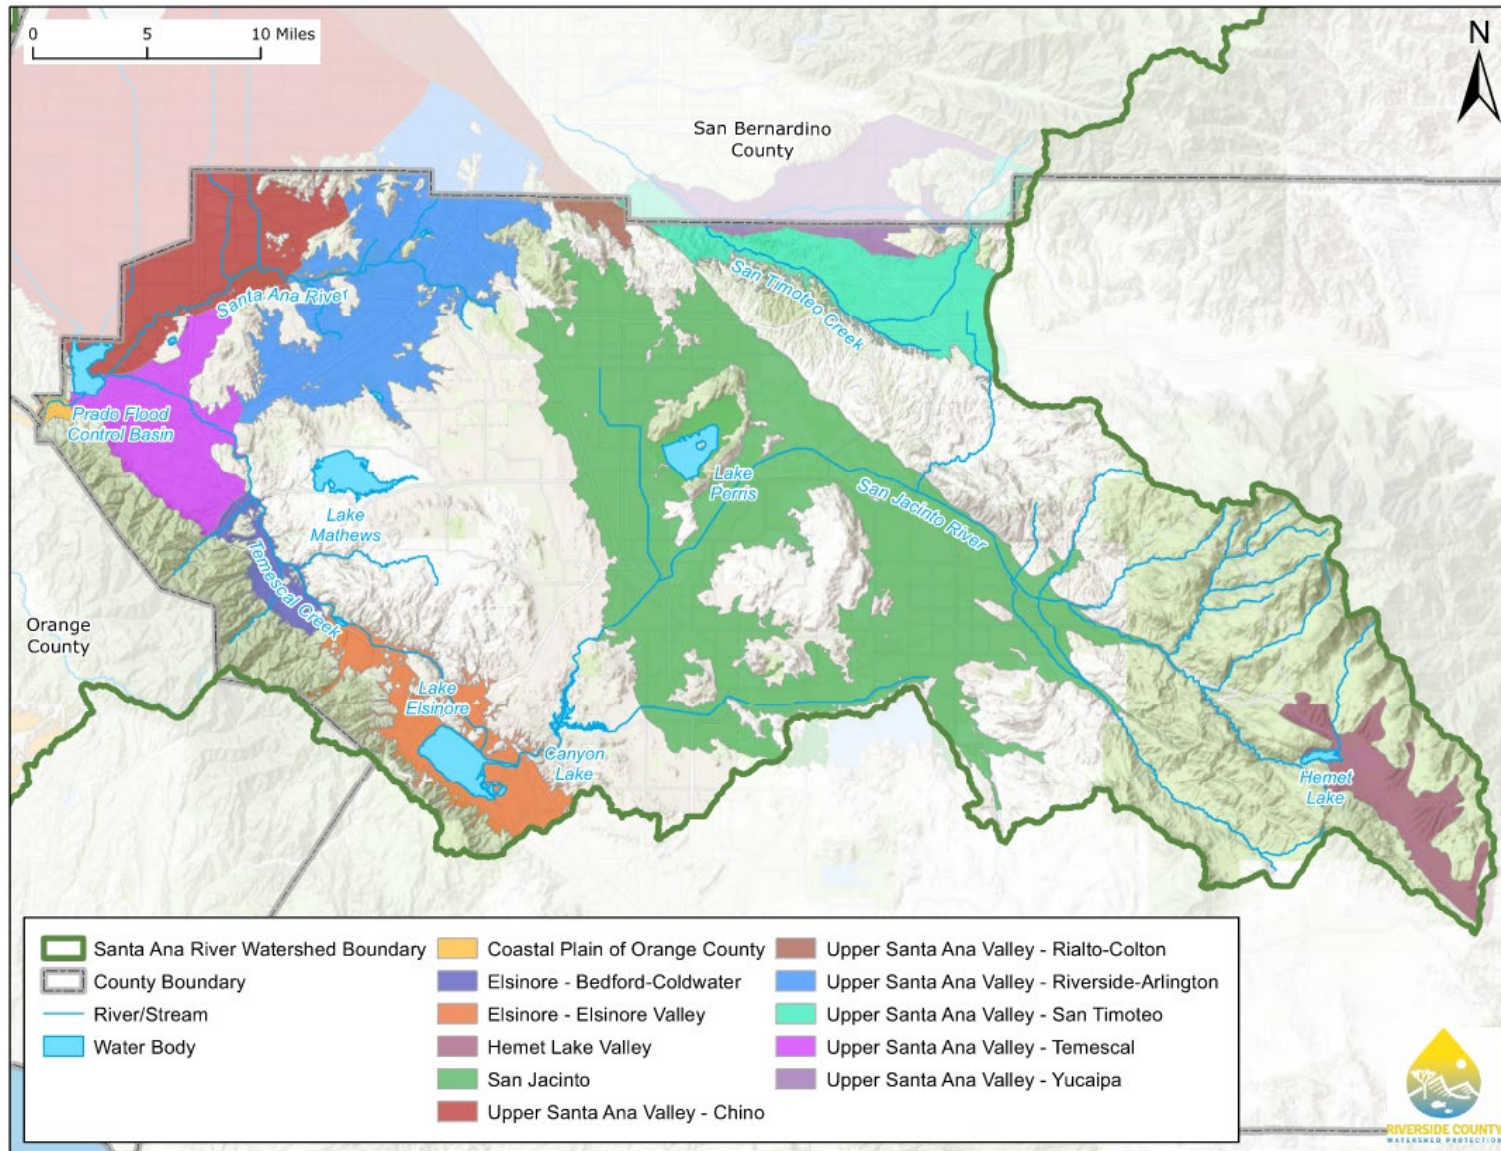 0 5 10 Miles
N
San Bernardino
County
Santa Ana River
San Timoteo Creek
Prado Flood
Control Basin
Lake
Mathews
Lake
Perris
San Jacinto River
Temescal Creek
Orange
County
Lake
Elsinore
Canyon
Lake
Hemet
Lake
Santa Ana River Watershed Boundary
County Boundary
River/Stream
Water Body
Coastal Plain of Orange County
Elsinore - Bedford-Coldwater
Elsinore - Elsinore Valley
Hemet Lake Valley
San Jacinto
Upper Santa Ana Valley - Chino
Upper Santa Ana Valley - Rialto-Colton
Upper Santa Ana Valley - Riverside-Arlington
Upper Santa Ana Valley - San Timoteo
Upper Santa Ana Valley - Temescal
Upper Santa Ana Valley - Yucaipa
RIVERSIDE COUNTY
WATERSHED PROTECTION